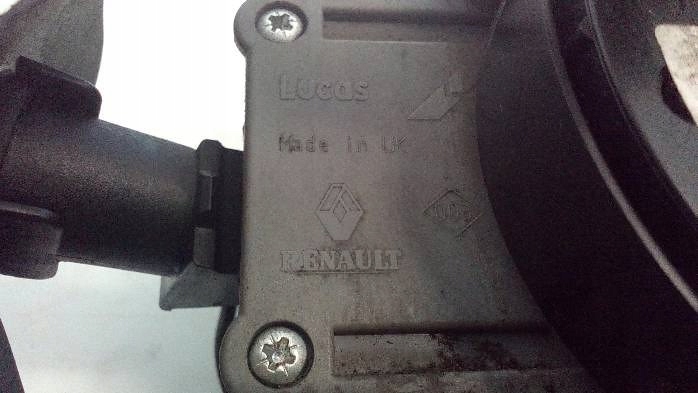 Lucas
Made in UK
RENAULT